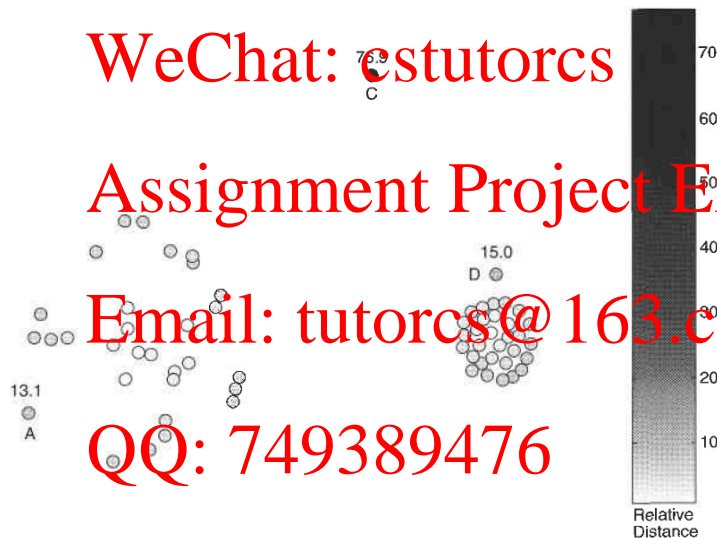 WeChat: cstutorcs
76.9
C
70
60
Assignment Project E
50
40
15.0
D
Email: tutorcs@163.c
30
20
13.1
A
QQ: 749389476
10
Relative
Distance